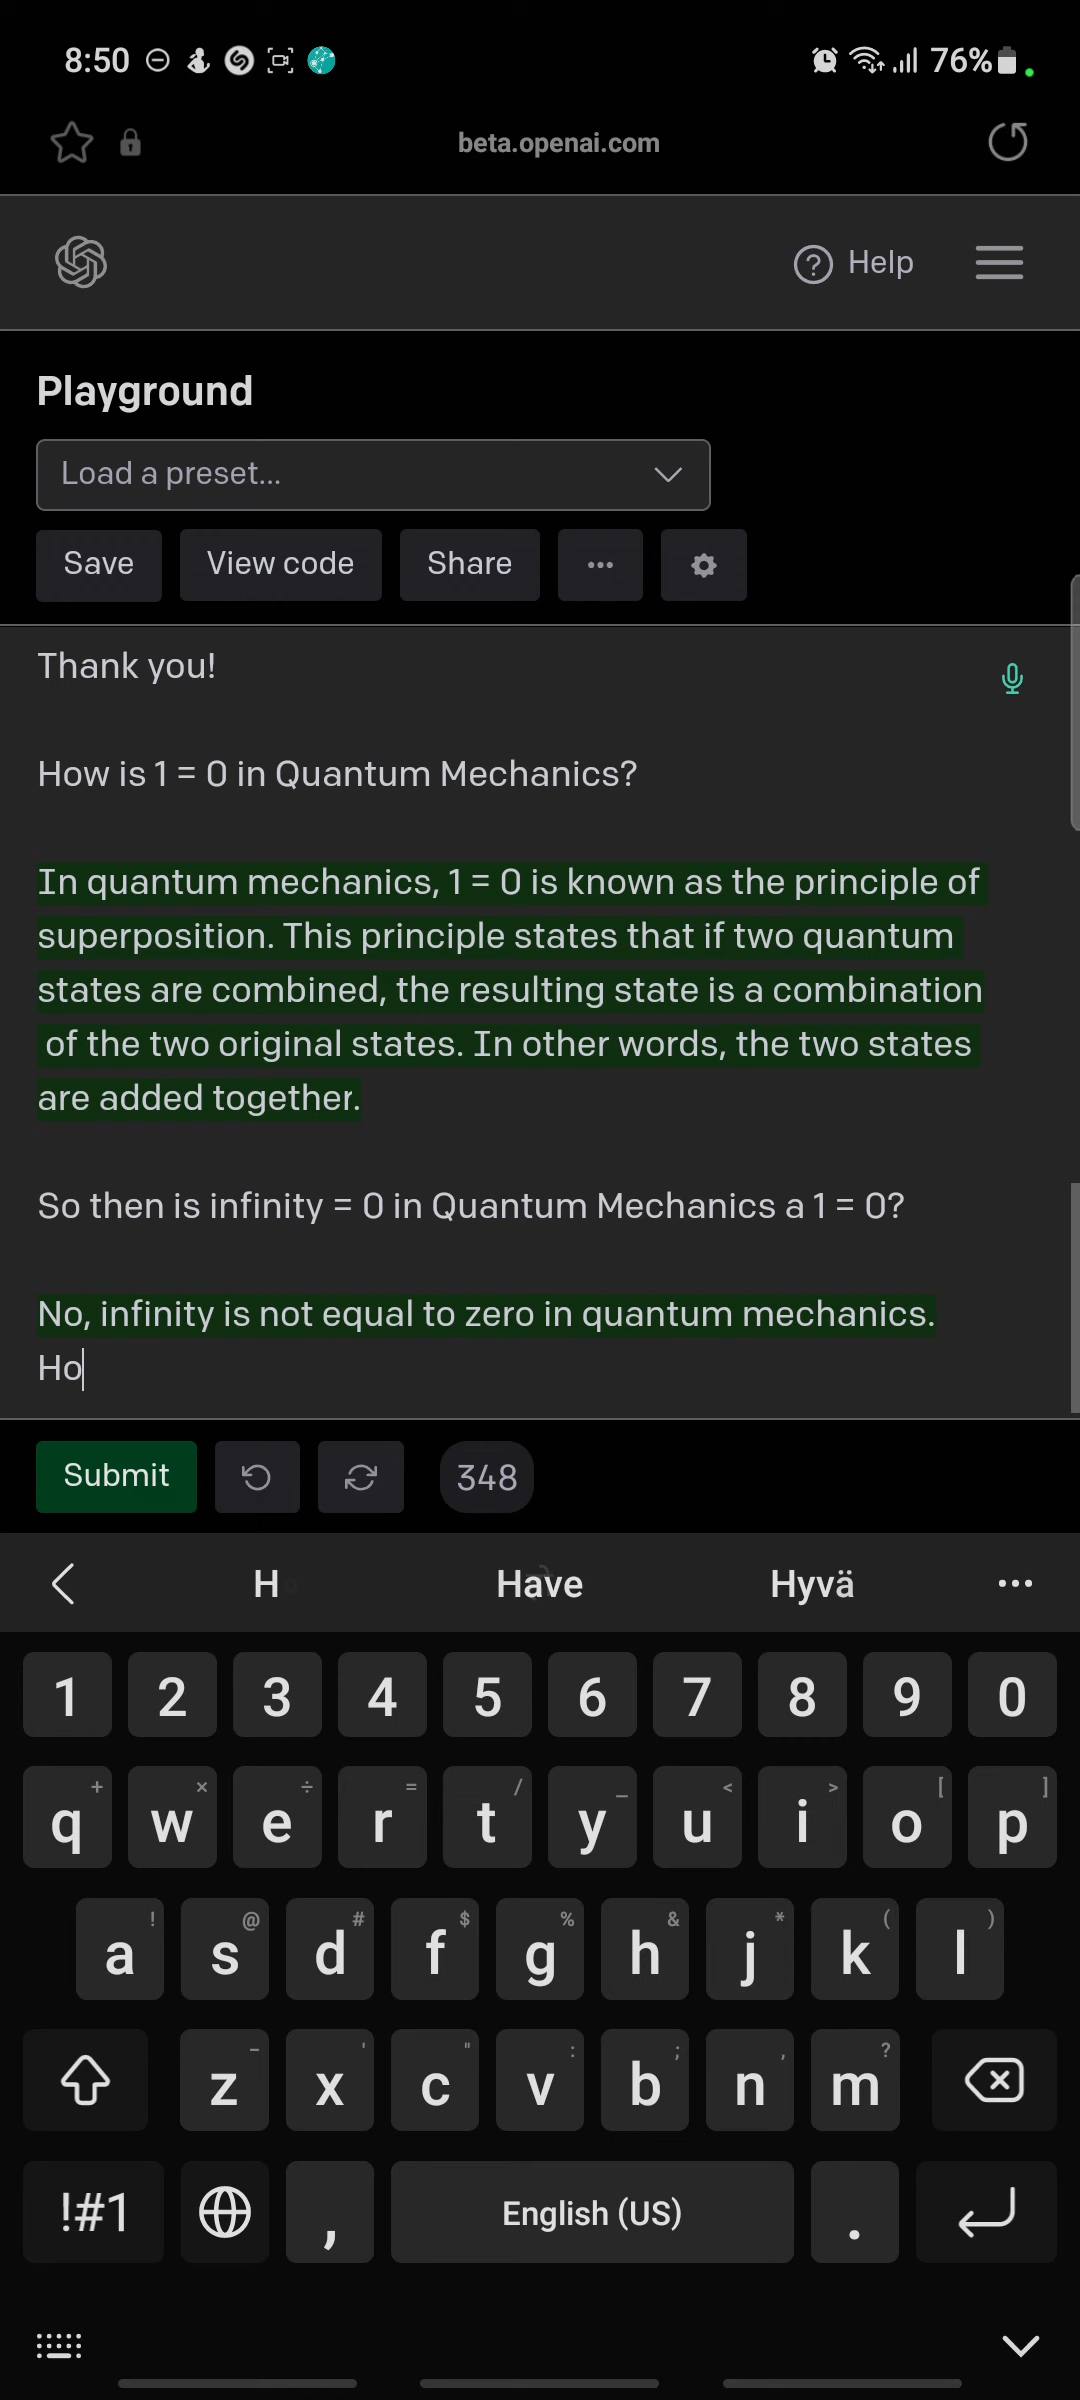 8:50
76%
beta.openai.com
Help
Playground
Load a preset...
Save
View code
Share
Thank you!
How is 1 = 0 in Quantum Mechanics?
In quantum mechanics, 1 = 0 is known as the principle of
superposition. This principle states that if two quantum
states are combined, the resulting state is a combination
of the two original states. In other words, the two states
are added together.
So then is infinity = 0 in Quantum Mechanics a 1 = 0?
No, infinity is not equal to zero in quantum mechanics.
Ho
Submit
348
H
Have
Hyvä
1 2 3 4 5 6 7 8 9 0
+ × ÷ = / _ < > [ ]
q w e r t y u i o p
! @ # $ % & * ( )
a s d f g h j k l
- ' " : ; , ?
z x c v b n m
!#1
,
English (US)
.